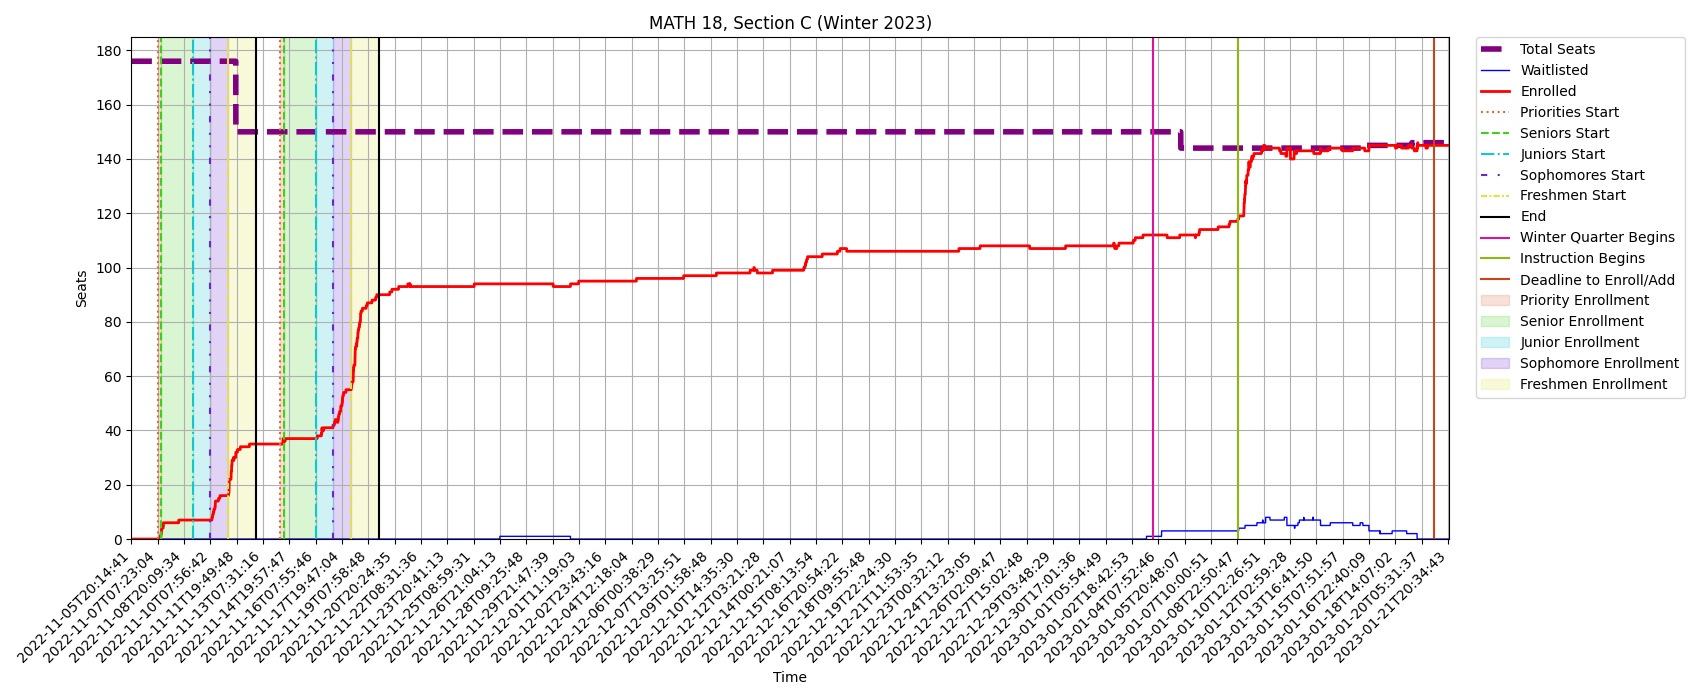 MATH 18, Section C (Winter 2023)
Seats
180
160
140
120
100
80
60
40
20
0
2022-11-05T20:14:41
2022-11-07T07:23:04
2022-11-08T20:09:34
2022-11-10T07:56:42
2022-11-11T19:49:48
2022-11-13T07:31:16
2022-11-14T19:57:47
2022-11-16T07:55:46
2022-11-17T19:47:04
2022-11-19T07:58:48
2022-11-20T20:24:35
2022-11-22T08:31:36
2022-11-23T20:41:13
2022-11-25T08:59:31
2022-11-26T21:04:13
2022-11-28T09:25:48
2022-11-29T21:47:39
2022-12-01T11:19:03
2022-12-02T23:43:16
2022-12-04T12:18:04
2022-12-06T00:38:29
2022-12-07T13:25:51
2022-12-09T01:58:48
2022-12-10T14:35:30
2022-12-12T03:21:28
2022-12-14T00:21:07
2022-12-15T08:13:54
2022-12-16T20:54:22
2022-12-18T09:55:48
2022-12-19T22:24:30
2022-12-21T11:53:35
2022-12-23T00:32:12
2022-12-24T13:23:05
2022-12-26T02:09:47
2022-12-27T15:02:48
2022-12-29T03:48:29
2022-12-30T17:01:36
2023-01-01T05:54:49
2023-01-02T18:42:53
2023-01-04T07:52:46
2023-01-05T20:48:07
2023-01-07T10:00:51
2023-01-08T22:50:47
2023-01-10T12:26:51
2023-01-12T02:59:28
2023-01-13T16:41:50
2023-01-15T07:51:57
2023-01-16T22:40:09
2023-01-18T14:07:02
2023-01-20T05:31:37
2023-01-21T20:34:43
Time
Total Seats
Waitlisted
Enrolled
Priorities Start
Seniors Start
Juniors Start
Sophomores Start
Freshmen Start
End
Winter Quarter Begins
Instruction Begins
Deadline to Enroll/Add
Priority Enrollment
Senior Enrollment
Junior Enrollment
Sophomore Enrollment
Freshmen Enrollment